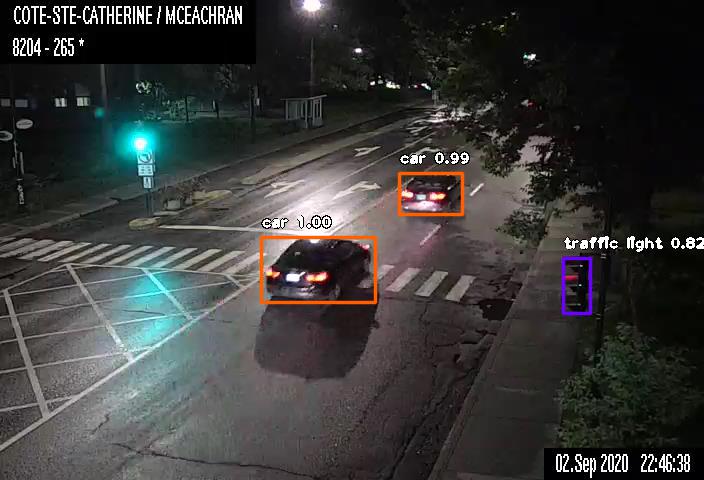 COTE-STE-CATHERINE / MCEACHRAN
8204 - 265 *
car 0.99
car 1.00
traffic light 0.82
02.Sep 2020 22:46:38